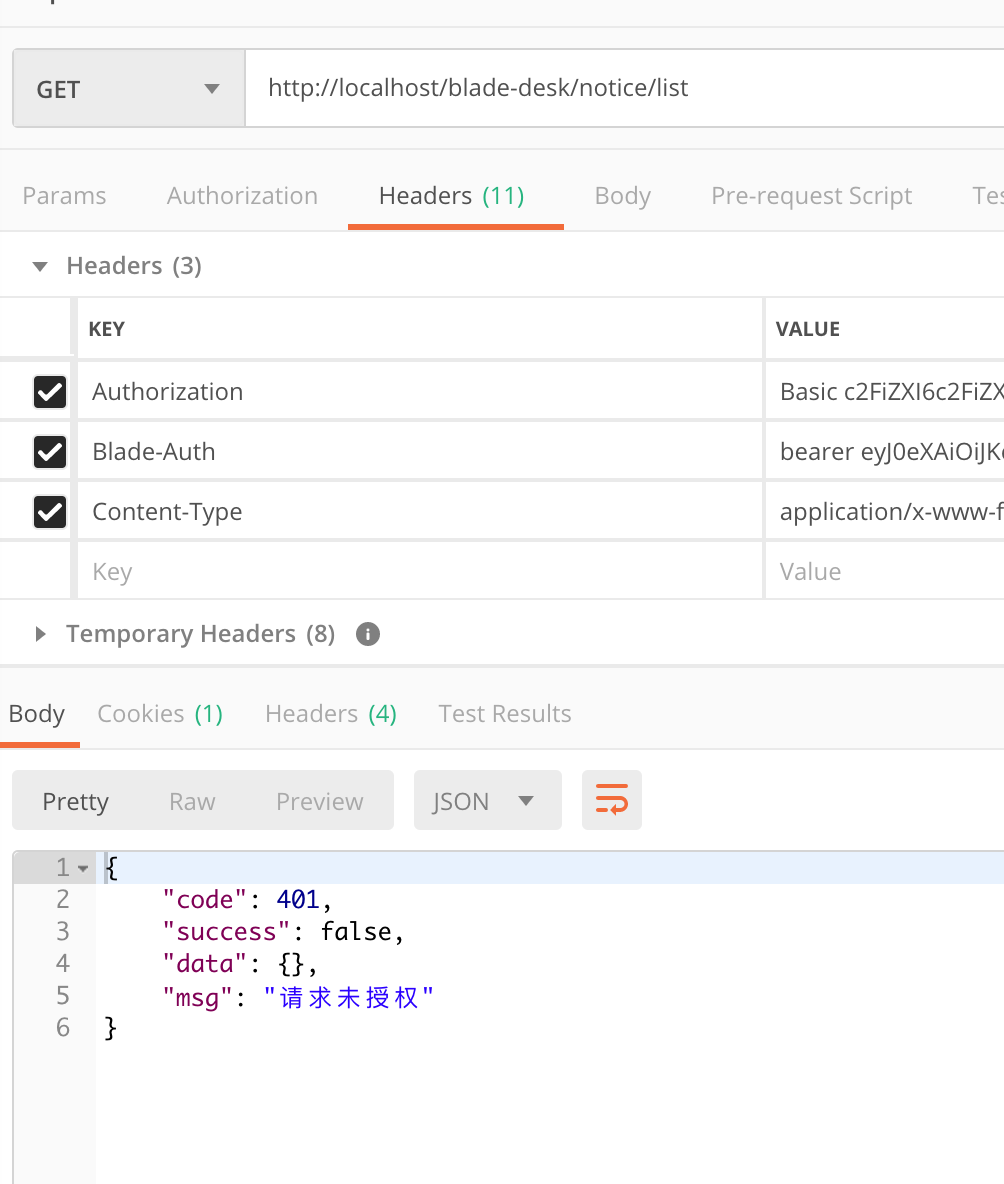 GET http://localhost/blade-desk/notice/list
Params Authorization Headers (11) Body Pre-request Script Tes
Headers (3)
KEY VALUE
Authorization Basic c2FiZXI6c2FiZX
Blade-Auth bearer eyJ0eXAiOiJK
Content-Type application/x-www-f
Key Value
Temporary Headers (8)
Body Cookies (1) Headers (4) Test Results
Pretty Raw Preview JSON
1 {
2 "code": 401,
3 "success": false,
4 "data": {},
5 "msg": "请求未授权"
6 }